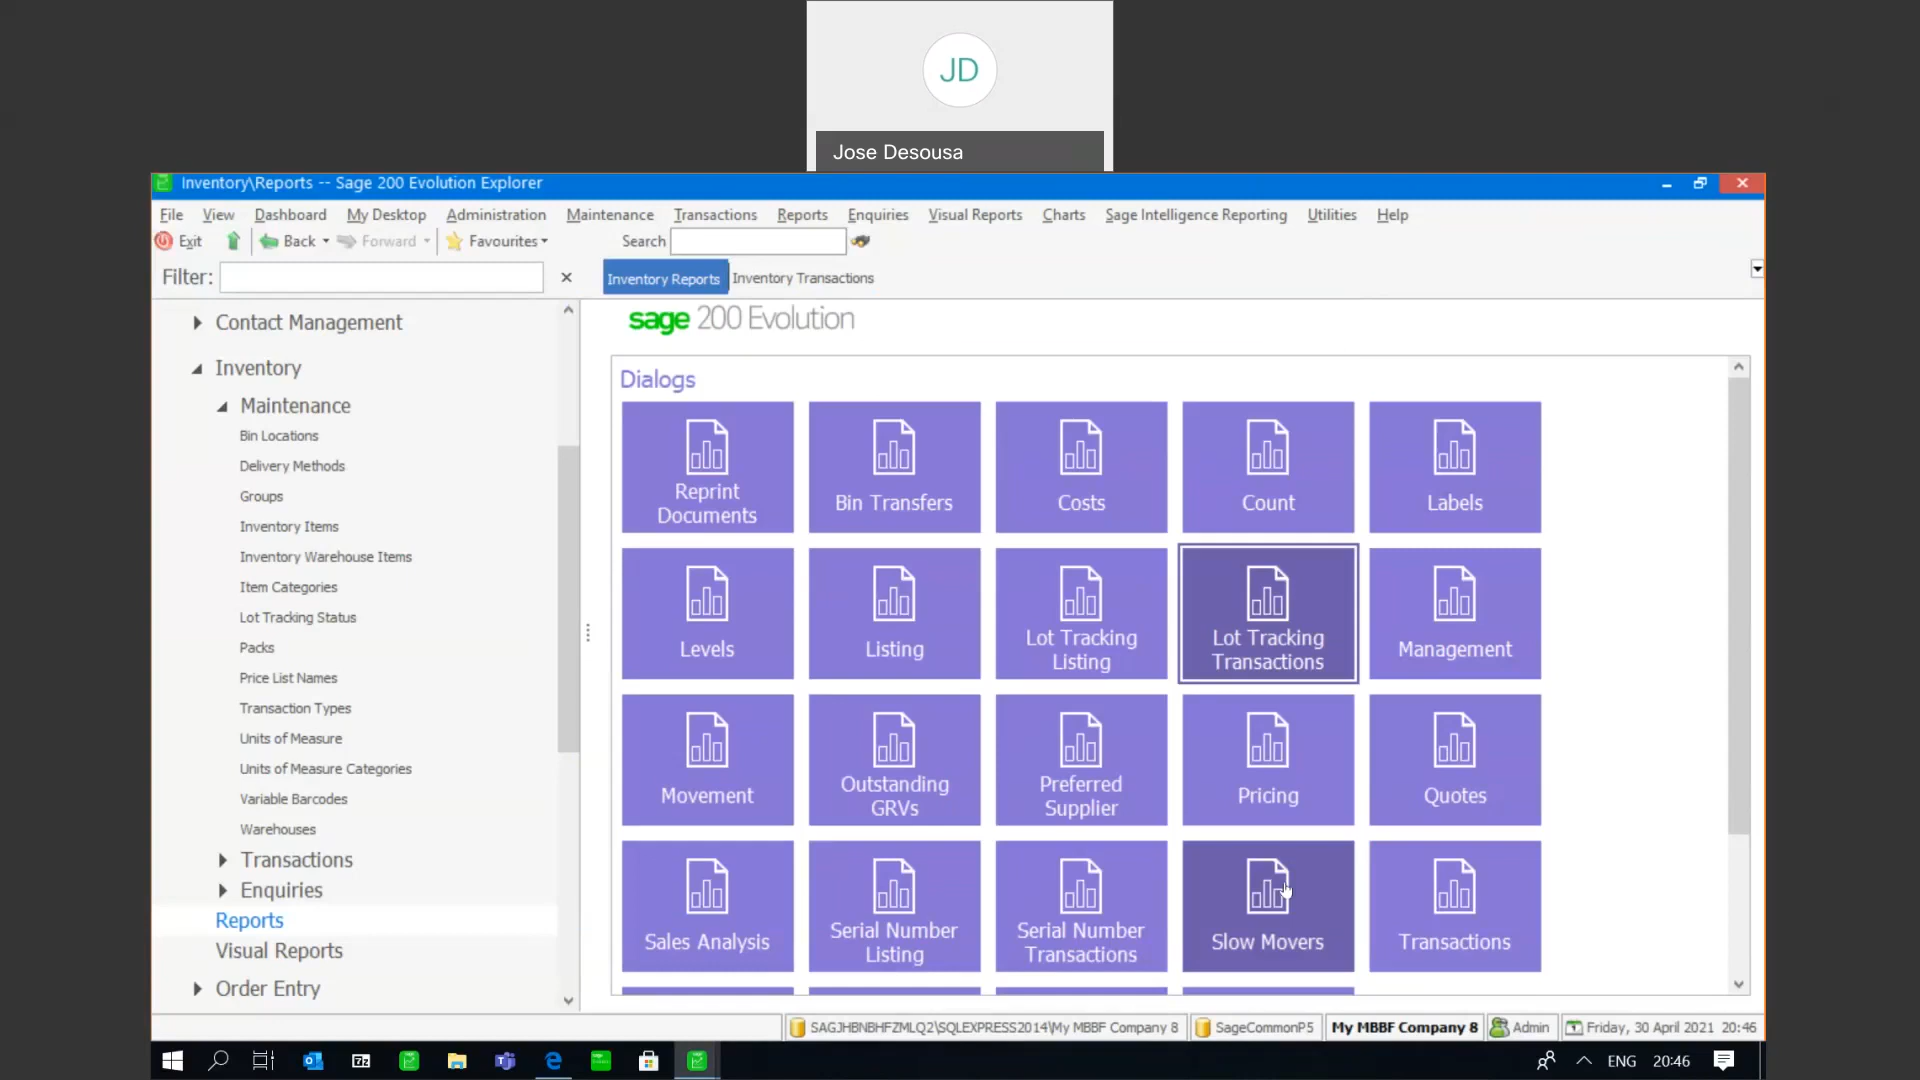 JD
Jose Desousa
Inventory\Reports -- Sage 200 Evolution Explorer
File View Dashboard My Desktop Administration Maintenance Transactions Reports Enquiries Visual Reports Charts Sage Intelligence Reporting Utilities Help
Exit Back Forward Favourites Search
Filter: Inventory Reports Inventory Transactions
Contact Management
Inventory
Maintenance
Bin Locations
Delivery Methods
Groups
Inventory Items
Inventory Warehouse Items
Item Categories
Lot Tracking Status
Packs
Price List Names
Transaction Types
Units of Measure
Units of Measure Categories
Variable Barcodes
Warehouses
Transactions
Enquiries
Reports
Visual Reports
Order Entry
sage 200 Evolution
Dialogs
Reprint
Documents
Bin Transfers
Costs
Count
Labels
Levels
Listing
Lot Tracking
Listing
Lot Tracking
Transactions
Management
Movement
Outstanding
GRVs
Preferred
Supplier
Pricing
Quotes
Sales Analysis
Serial Number
Listing
Serial Number
Transactions
Slow Movers
Transactions
SAGJHBNBHFZMLQ2\SQLEXPRESS2014\My MBBF Company 8 SageCommonP5 My MBBF Company 8 Admin Friday, 30 April 2021 20:46
ENG 20:46